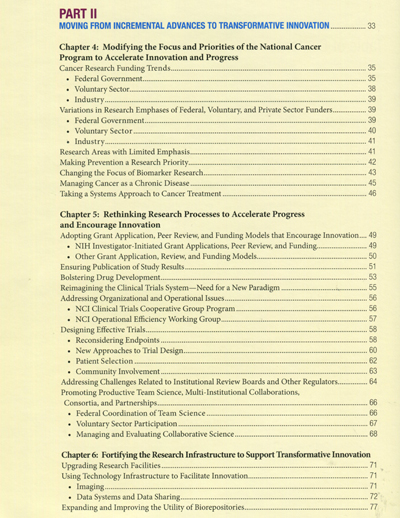 PART II
MOVING FROM INCREMENTAL ADVANCES TO TRANSFORMATIVE INNOVATION 33
Chapter 4: Modifying the Focus and Priorities of the National Cancer
Program to Accelerate Innovation and Progress
Cancer Research Funding Trends 35
• Federal Government 35
• Voluntary Sector 38
• Industry 39
Variations in Research Emphases of Federal, Voluntary, and Private Sector Funders 39
• Federal Government 39
• Voluntary Sector 40
• Industry 41
Research Areas with Limited Emphasis 41
Making Prevention a Research Priority 42
Changing the Focus of Biomarker Research 43
Managing Cancer as a Chronic Disease 45
Taking a Systems Approach to Cancer Treatment 46
Chapter 5: Rethinking Research Processes to Accelerate Progress
and Encourage Innovation
Adopting Grant Application, Peer Review, and Funding Models that Encourage Innovation 49
• NIH Investigator-Initiated Grant Applications, Peer Review, and Funding 49
• Other Grant Application, Review, and Funding Models 50
Ensuring Publication of Study Results 51
Bolstering Drug Development 53
Reimagining the Clinical Trials System—Need for a New Paradigm 55
Addressing Organizational and Operational Issues 56
• NCI Clinical Trials Cooperative Group Program 56
• NCI Operational Efficiency Working Group 57
Designing Effective Trials 58
• Reconsidering Endpoints 58
• New Approaches to Trial Design 60
• Patient Selection 62
• Community Involvement 63
Addressing Challenges Related to Institutional Review Boards and Other Regulators 64
Promoting Productive Team Science, Multi-Institutional Collaborations,
Consortia, and Partnerships 66
• Federal Coordination of Team Science 66
• Voluntary Sector Participation 67
• Managing and Evaluating Collaborative Science 68
Chapter 6: Fortifying the Research Infrastructure to Support Transformative Innovation
Upgrading Research Facilities 71
Using Technology Infrastructure to Facilitate Innovation 71
• Imaging 71
• Data Systems and Data Sharing 72
Expanding and Improving the Utility of Biorepositories 77